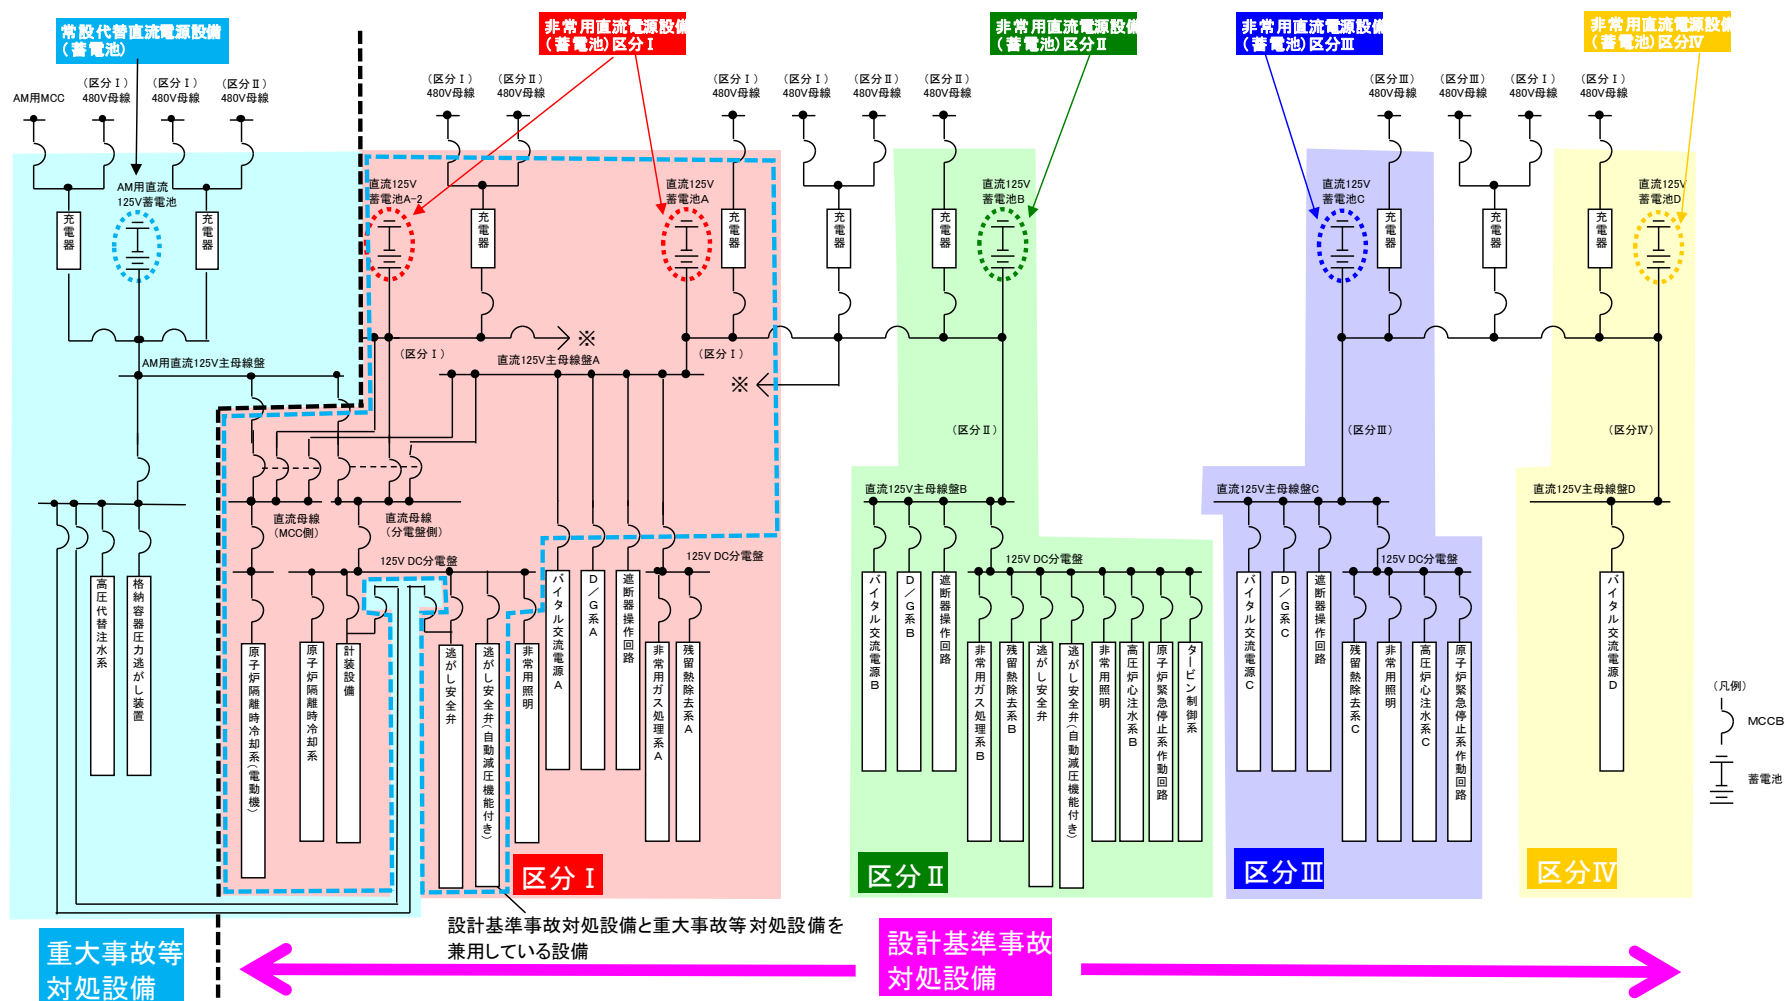 常設代替直流電源設備
(蓄電池)
非常用直流電源設備
(蓄電池)区分Ⅰ
非常用直流電源設備
(蓄電池)区分Ⅱ
非常用直流電源設備
(蓄電池)区分Ⅲ
非常用直流電源設備
(蓄電池)区分Ⅳ
AM用MCC
(区分Ⅰ)
480V母線
(区分Ⅰ)
480V母線
(区分Ⅱ)
480V母線
(区分Ⅰ)
480V母線
(区分Ⅱ)
480V母線
(区分Ⅰ)
480V母線
(区分Ⅰ)
480V母線
(区分Ⅱ)
480V母線
(区分Ⅱ)
480V母線
(区分Ⅲ)
480V母線
(区分Ⅲ)
480V母線
(区分Ⅰ)
480V母線
(区分Ⅰ)
480V母線
AM用直流
125V蓄電池
直流125V
蓄電池A-2
直流125V
蓄電池A
直流125V
蓄電池B
直流125V
蓄電池C
直流125V
蓄電池D
充電器
充電器
充電器
充電器
充電器
充電器
充電器
充電器
充電器
※
※
(区分Ⅰ)
(区分Ⅰ)
(区分Ⅱ)
(区分Ⅲ)
(区分Ⅳ)
AM用直流125V主母線盤
直流125V主母線盤A
直流125V主母線盤B
直流125V主母線盤C
直流125V主母線盤D
直流母線
(MCC側)
直流母線
(分電盤側)
125V DC分電盤
125V DC分電盤
125V DC分電盤
125V DC分電盤
高圧代替注水系
格納容器圧力逃がし装置
原子炉隔離時冷却系(電動機)
原子炉隔離時冷却系
計装設備
逃がし安全弁
逃がし安全弁(自動減圧機能付き)
非常用照明
バイタル交流電源A
D/G系A
遮断器操作回路
非常用ガス処理系A
残留熱除去系A
バイタル交流電源B
D/G系B
遮断器操作回路
非常用ガス処理系B
残留熱除去系B
逃がし安全弁
逃がし安全弁(自動減圧機能付き)
非常用照明
高圧炉心注水系B
原子炉緊急停止系作動回路
タービン制御系
バイタル交流電源C
D/G系C
遮断器操作回路
残留熱除去系C
非常用照明
高圧炉心注水系C
原子炉緊急停止系作動回路
バイタル交流電源D
(凡例)
MCCB
蓄電池
区分Ⅰ
区分Ⅱ
区分Ⅲ
区分Ⅳ
設計基準事故対処設備と重大事故等対処設備を
兼用している設備
重大事故等
対処設備
設計基準事故
対処設備